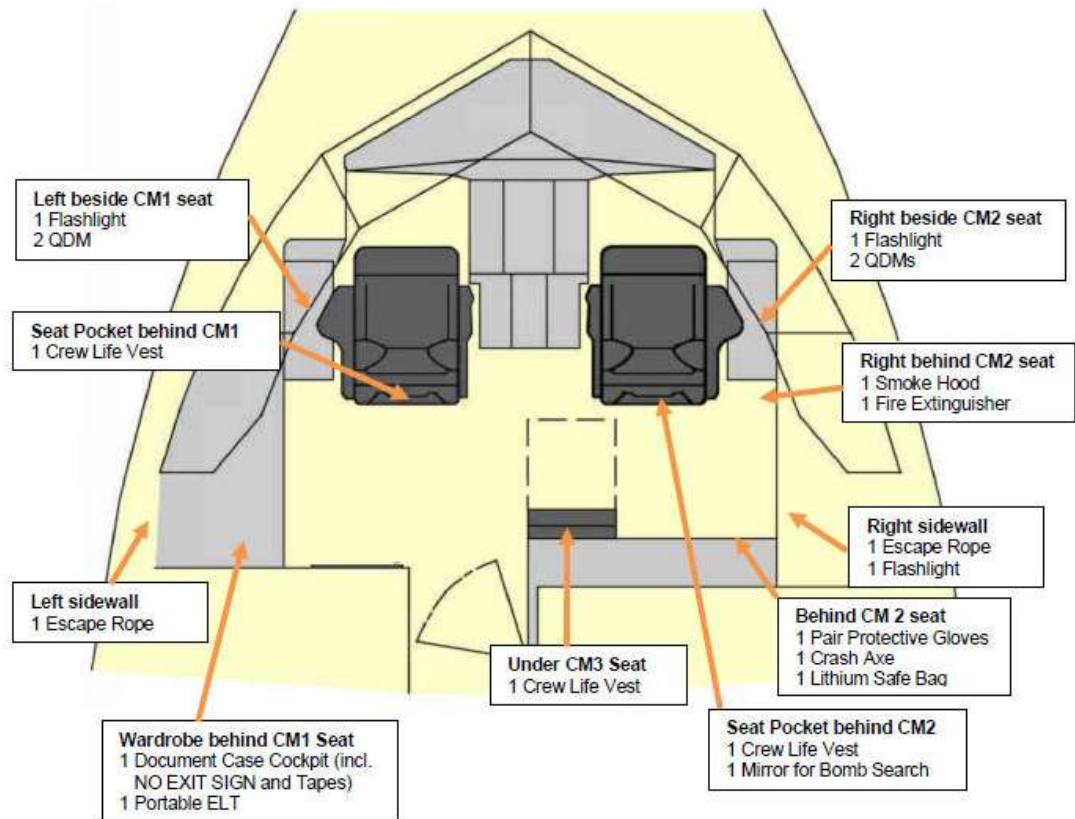 Left beside CM1 seat
1 Flashlight
2 QDM
Right beside CM2 seat
1 Flashlight
2 QDMs
Seat Pocket behind CM1
1 Crew Life Vest
Right behind CM2 seat
1 Smoke Hood
1 Fire Extinguisher
Right sidewall
1 Escape Rope
1 Flashlight
Left sidewall
1 Escape Rope
Behind CM 2 seat
1 Pair Protective Gloves
1 Crash Axe
1 Lithium Safe Bag
Under CM3 Seat
1 Crew Life Vest
Wardrobe behind CM1 Seat
1 Document Case Cockpit (incl.
NO EXIT SIGN and Tapes)
1 Portable ELT
Seat Pocket behind CM2
1 Crew Life Vest
1 Mirror for Bomb Search